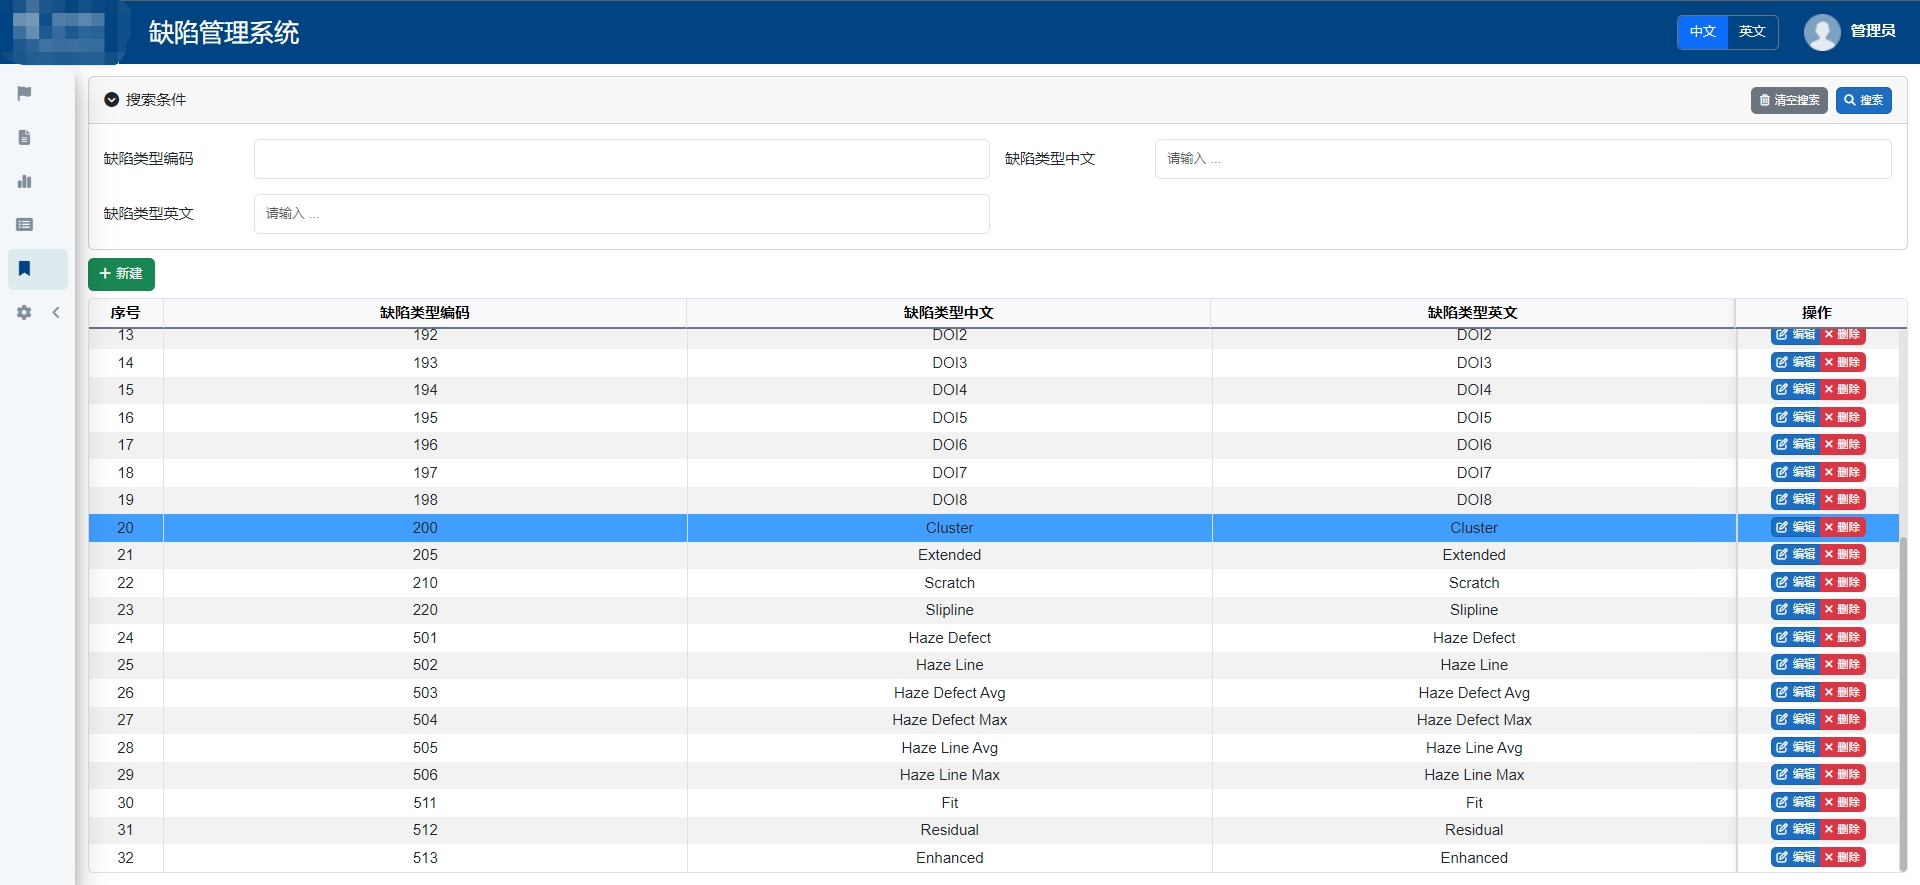 缺陷管理系统
中文 英文 管理员
搜索条件 清空搜索 搜索
缺陷类型编码 缺陷类型中文 请输入 ...
缺陷类型英文 请输入 ...
新建
序号 缺陷类型编码 缺陷类型中文 缺陷类型英文 操作
13 192 DOI2 DOI2 编辑 删除
14 193 DOI3 DOI3 编辑 删除
15 194 DOI4 DOI4 编辑 删除
16 195 DOI5 DOI5 编辑 删除
17 196 DOI6 DOI6 编辑 删除
18 197 DOI7 DOI7 编辑 删除
19 198 DOI8 DOI8 编辑 删除
20 200 Cluster Cluster 编辑 删除
21 205 Extended Extended 编辑 删除
22 210 Scratch Scratch 编辑 删除
23 220 Slipline Slipline 编辑 删除
24 501 Haze Defect Haze Defect 编辑 删除
25 502 Haze Line Haze Line 编辑 删除
26 503 Haze Defect Avg Haze Defect Avg 编辑 删除
27 504 Haze Defect Max Haze Defect Max 编辑 删除
28 505 Haze Line Avg Haze Line Avg 编辑 删除
29 506 Haze Line Max Haze Line Max 编辑 删除
30 511 Fit Fit 编辑 删除
31 512 Residual Residual 编辑 删除
32 513 Enhanced Enhanced 编辑 删除